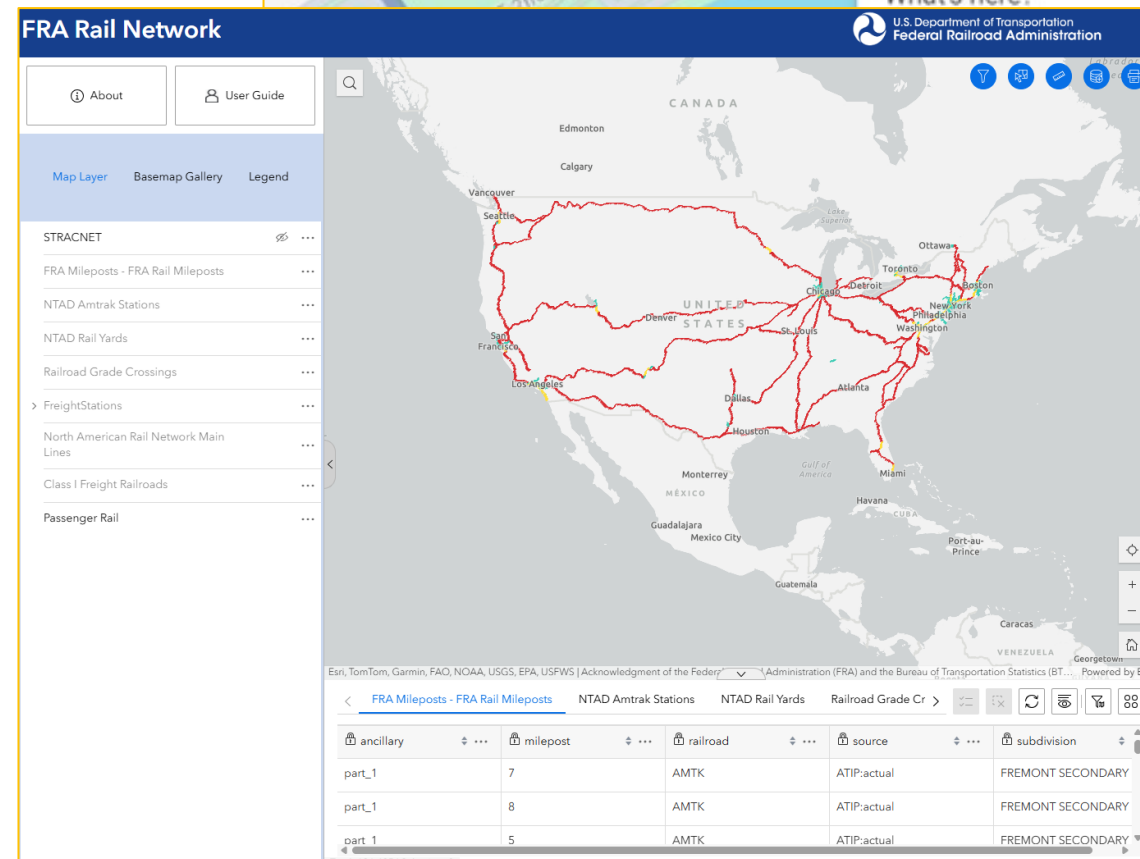 What's here?
FRA Rail Network
U.S. Department of Transportation
Federal Railroad Administration
About
User Guide
Map Layer
Basemap Gallery
Legend
STRACNET
FRA Mileposts - FRA Rail Mileposts
NTAD Amtrak Stations
NTAD Rail Yards
Railroad Grade Crossings
FreightStations
North American Rail Network Main
Lines
Class I Freight Railroads
Passenger Rail
Labrador
CANADA
Edmonton
Calgary
Vancouver
Seattle
Lake
Superior
Ottawa
Toronto
Chicago
Detroit
Boston
New York
Philadelphia
UNITED
STATES
Denver
St. Louis
Washington
San
Francisco
Los Angeles
Atlanta
Dallas
Houston
Gulf of
America
Miami
Monterrey
MÉXICO
Havana
CUBA
Guadalajara
Mexico City
Port-au-
Prince
Guatemala
Caracas
VENEZUELA
Georgetown
Esri, TomTom, Garmin, FAO, NOAA, USGS, EPA, USFWS | Acknowledgment of the Federa Administration (FRA) and the Bureau of Transportation Statistics (BT... Powered by E
FRA Mileposts - FRA Rail Mileposts NTAD Amtrak Stations NTAD Rail Yards Railroad Grade Cr
ancillary milepost railroad source subdivision
part_1 7 AMTK ATIP:actual FREMONT SECONDARY
part_1 8 AMTK ATIP:actual FREMONT SECONDARY
part_1 5 AMTK ATIP:actual FREMONT SECONDARY